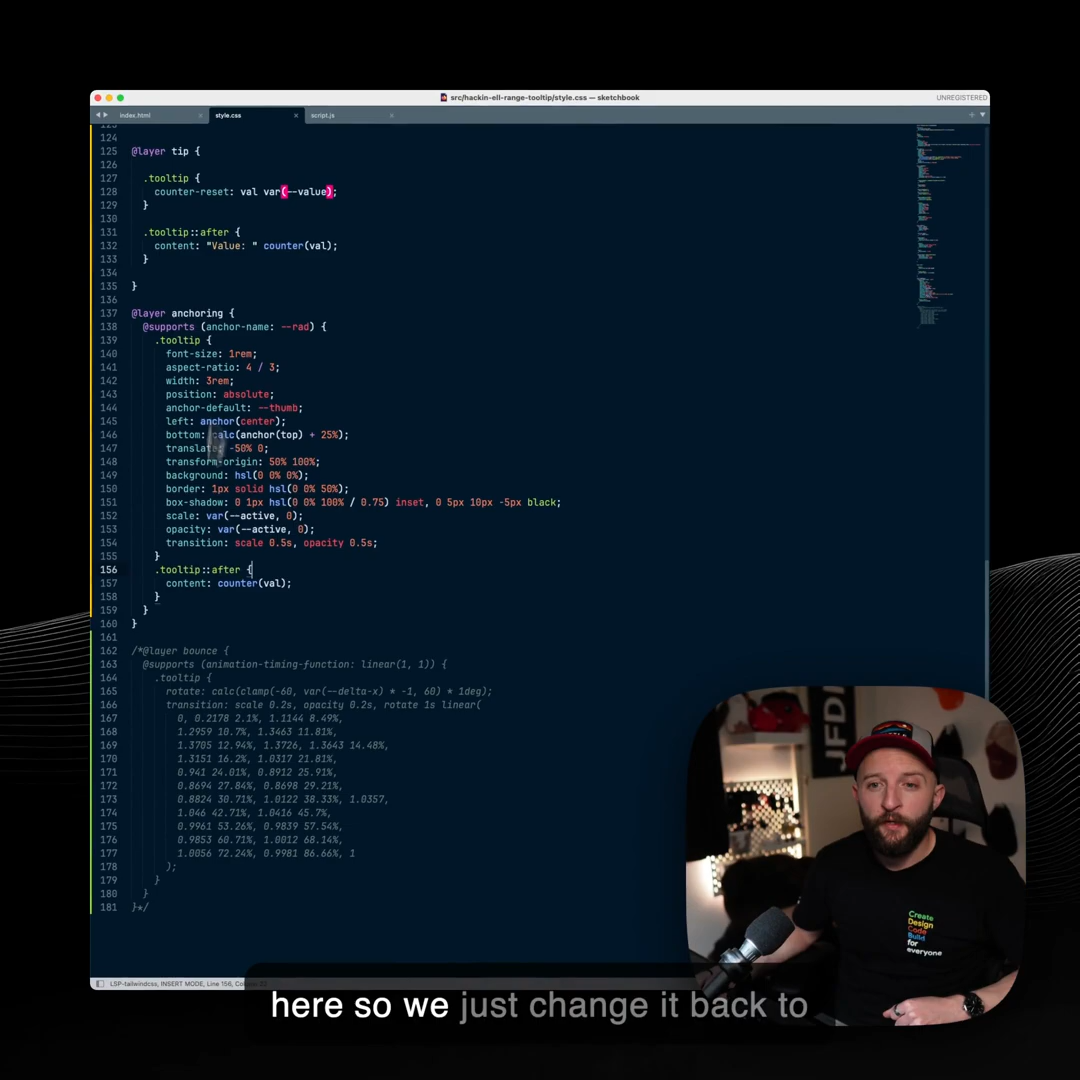 src/hackin-ell-range-tooltip/style.css — sketchbook
UNREGISTERED
index.html
style.css
script.js
124
125 @layer tip {
126
127 .tooltip {
128 counter-reset: val var(--value);
129 }
130
131 .tooltip::after {
132 content: "Value: " counter(val);
133 }
134
135 }
136
137 @layer anchoring {
138 @supports (anchor-name: --rad) {
139 .tooltip {
140 font-size: 1rem;
141 aspect-ratio: 4 / 3;
142 width: 3rem;
143 position: absolute;
144 anchor-default: --thumb;
145 left: anchor(center);
146 bottom: calc(anchor(top) + 25%);
147 translate: -50% 0;
148 transform-origin: 50% 100%;
149 background: hsl(0 0% 0%);
150 border: 1px solid hsl(0 0% 50%);
151 box-shadow: 0 1px hsl(0 0% 100% / 0.75) inset, 0 5px 10px -5px black;
152 scale: var(--active, 0);
153 opacity: var(--active, 0);
154 transition: scale 0.5s, opacity 0.5s;
155 }
156 .tooltip::after {
157 content: counter(val);
158 }
159 }
160 }
161
162 /*@layer bounce {
163 @supports (animation-timing-function: linear(1, 1)) {
164 .tooltip {
165 rotate: calc(clamp(-60, var(--delta-x) * -1, 60) * 1deg);
166 transition: scale 0.2s, opacity 0.2s, rotate 1s linear(
167 0, 0.2178 2.1%, 1.1144 8.49%,
168 1.2959 10.7%, 1.3463 11.81%,
169 1.3705 12.94%, 1.3726, 1.3643 14.48%,
170 1.3151 16.2%, 1.0317 21.81%,
171 0.941 24.01%, 0.8912 25.91%,
172 0.8694 27.84%, 0.8698 29.21%,
173 0.8824 30.71%, 1.0122 38.33%, 1.0357,
174 1.046 42.71%, 1.0416 45.7%,
175 0.9961 53.26%, 0.9839 57.54%,
176 0.9853 60.71%, 1.0012 68.14%,
177 1.0056 72.24%, 0.9981 86.66%, 1
178 );
179 }
180 }
181 }*/
JFDI
Create
Design
Code
Build
for
everyone
LSP-tailwindcss, INSERT MODE, Line 156,
here so we just change it back to